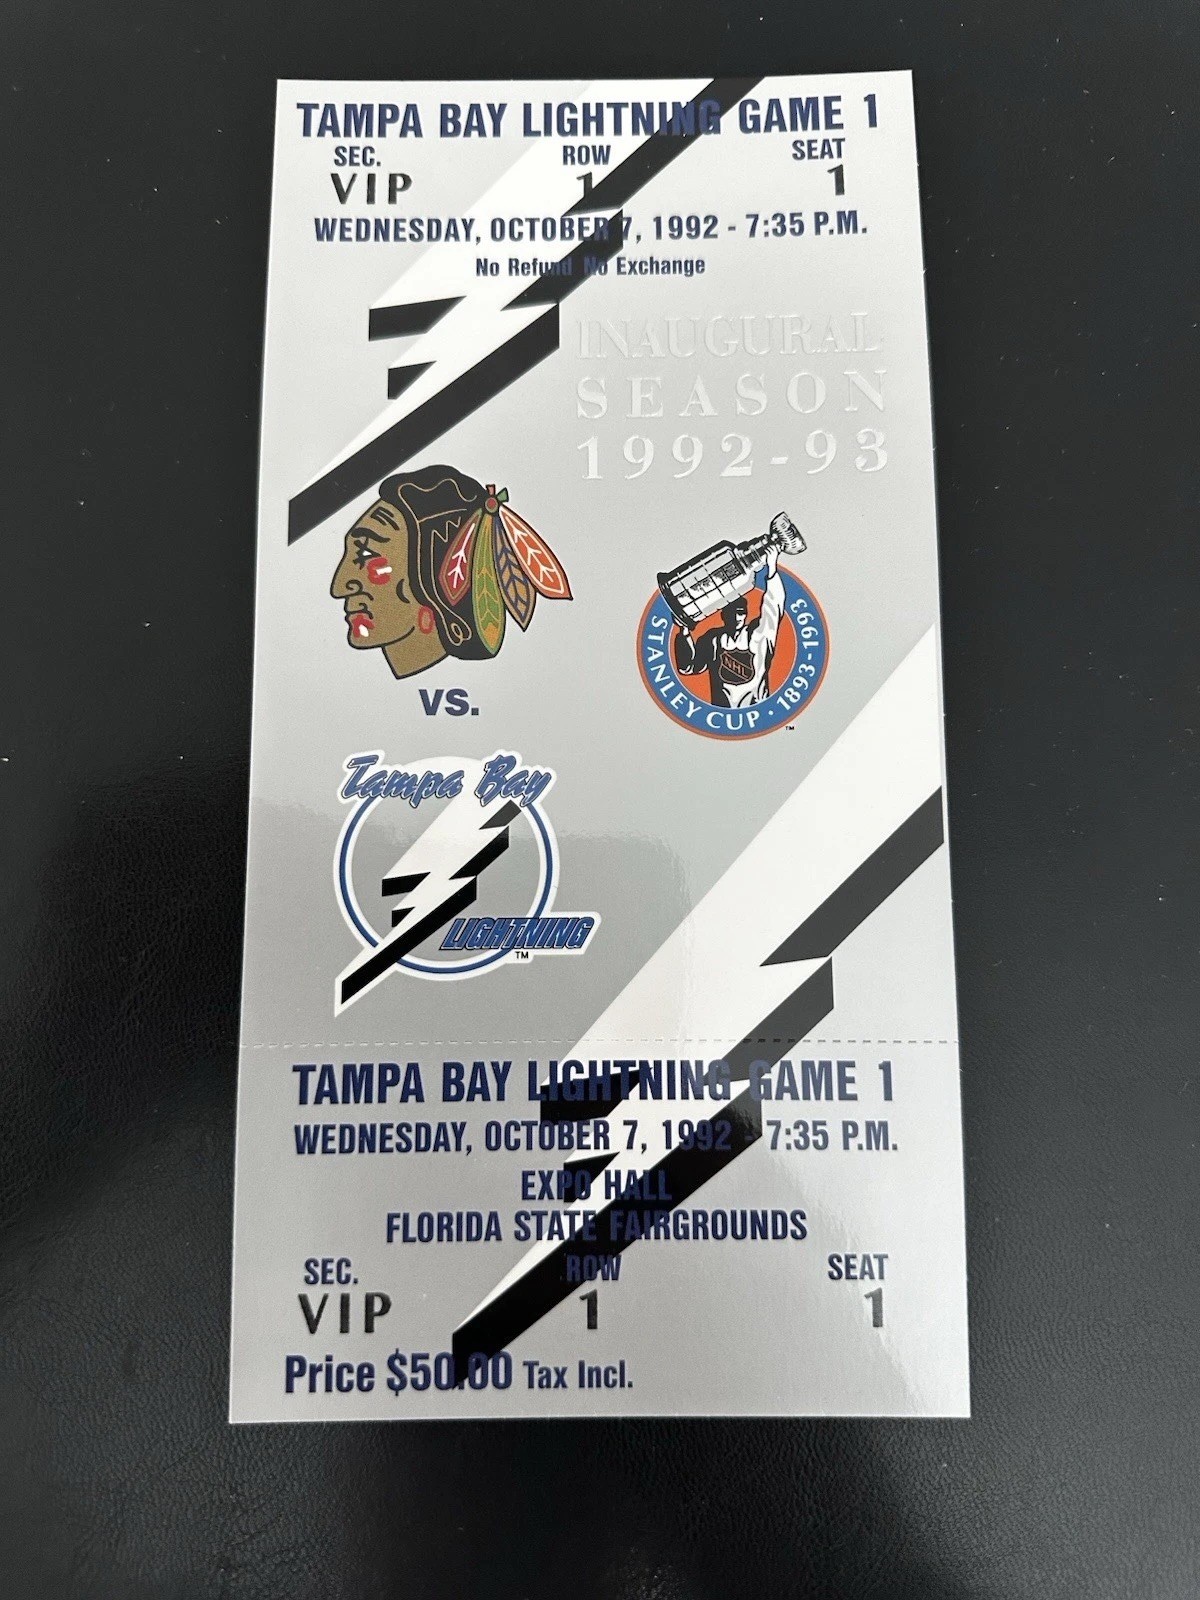 TAMPA BAY LIGHTNING GAME 1
SEC. ROW SEAT
VIP 1 1
WEDNESDAY, OCTOBER 7, 1992 - 7:35 P.M.
No Refund No Exchange
INAUGURAL
SEASON
1992-93
NHL
STANLEY CUP · 1893-1993
TM
VS.
Tampa Bay
LIGHTNING
TM
TAMPA BAY LIGHTNING GAME 1
WEDNESDAY, OCTOBER 7, 1992 - 7:35 P.M.
EXPO HALL
FLORIDA STATE FAIRGROUNDS
SEC. ROW SEAT
VIP 1 1
Price $50.00 Tax Incl.